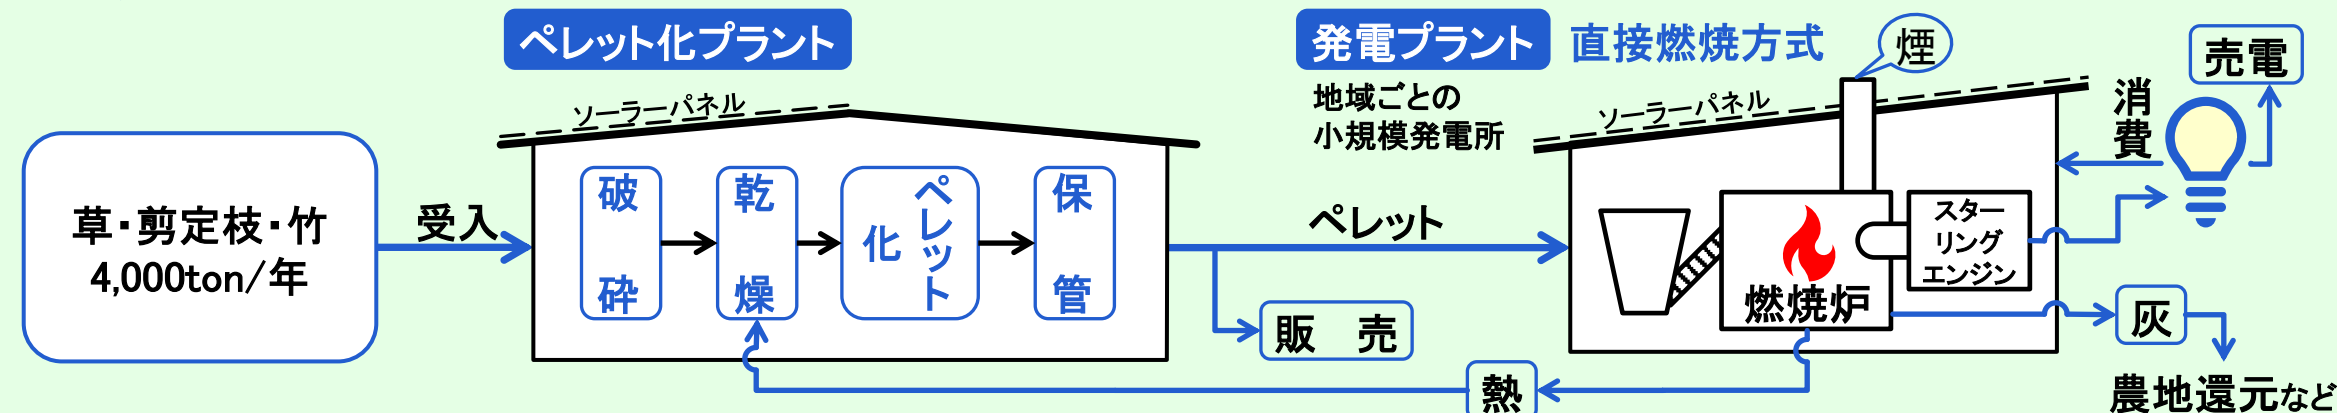 ペレット化プラント
発電プラント
直接燃焼方式
煙
売電
ソーラーパネル
地域ごとの
小規模発電所
ソーラーパネル
消費
草・剪定枝・竹
4,000ton/年
受入
破砕
乾燥
ペレット化
保管
ペレット
販　売
スター
リング
エンジン
燃焼炉
灰
熱
農地還元など